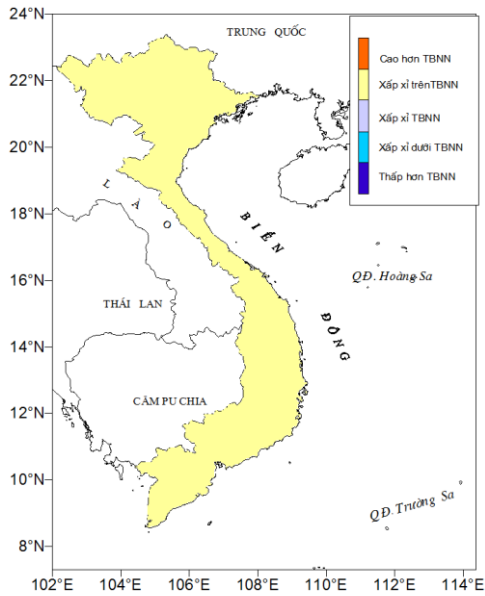 24°N
22°N
20°N
18°N
16°N
14°N
12°N
10°N
8°N
TRUNG QUỐC
Cao hơn TBNN
Xấp xỉ trênTBNN
Xấp xỉ TBNN
Xấp xỉ dưới TBNN
Thấp hơn TBNN
LÀO
BIỂN ĐÔNG
QĐ. Hoàng Sa
THÁI LAN
CĂM PU CHIA
QĐ. Trường Sa
102°E 104°E 106°E 108°E 110°E 112°E 114°E